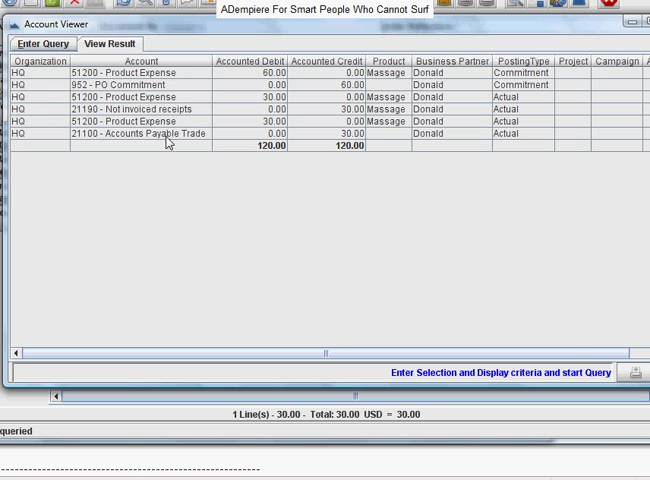 ADempiere For Smart People Who Cannot Surf
Account Viewer
Enter Query View Result
Organization Account Accounted Debit Accounted Credit Product Business Partner PostingType Project Campaign A
HQ 51200 - Product Expense 60.00 0.00 Massage Donald Commitment
HQ 952 - PO Commitment 0.00 60.00 Donald Commitment
HQ 51200 - Product Expense 30.00 0.00 Massage Donald Actual
HQ 21190 - Not invoiced receipts 0.00 30.00 Massage Donald Actual
HQ 51200 - Product Expense 30.00 0.00 Massage Donald Actual
HQ 21100 - Accounts Payable Trade 0.00 30.00 Donald Actual
120.00 120.00
Enter Selection and Display criteria and start Query
1 Line(s) - 30.00 - Total: 30.00 USD = 30.00
queried